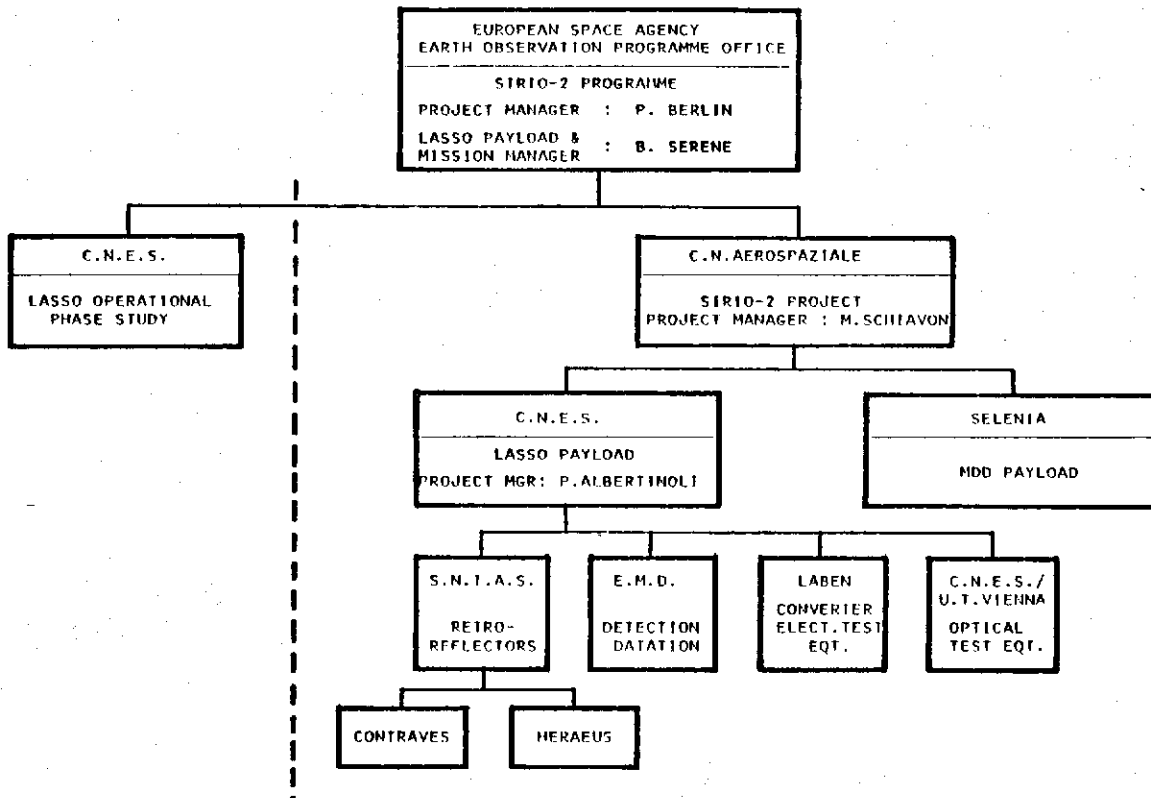 EUROPEAN SPACE AGENCY
EARTH OBSERVATION PROGRAMME OFFICE
SIRIO-2 PROGRAMME
PROJECT MANAGER : P. BERLIN
LASSO PAYLOAD &
MISSION MANAGER : B. SERENE
C.N.E.S.
LASSO OPERATIONAL
PHASE STUDY
C.N.AEROSPAZIALE
SIRIO-2 PROJECT
PROJECT MANAGER : M.SCHIAVON
C.N.E.S.
LASSO PAYLOAD
PROJECT MGR: P.ALBERTINOLI
SELENIA
MDD PAYLOAD
S.N.I.A.S.
RETRO-
REFLECTORS
E.M.D.
DETECTION
DATATION
LABEN
CONVERTER
ELECT.TEST
EQT.
C.N.E.S./
U.T.VIENNA
OPTICAL
TEST EQT.
CONTRAVES
HERAEUS